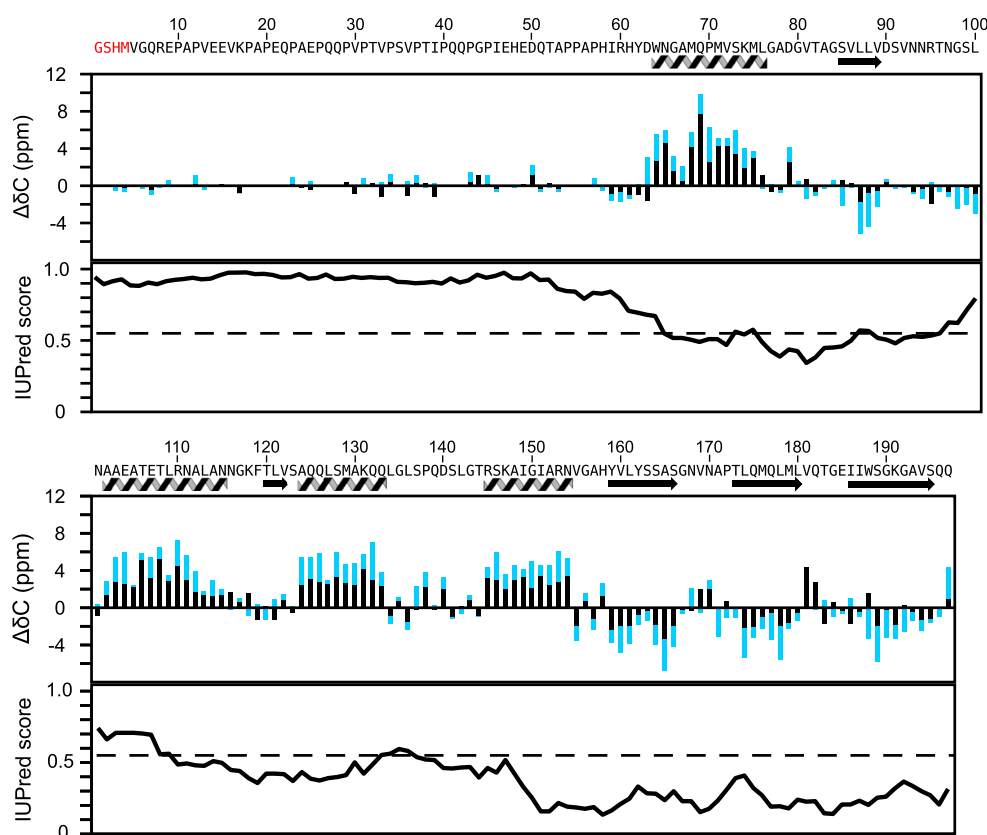 10 20 30 40 50 60 70 80 90 100
GSHMVGQREPAPVEEVKPAPEQPAEPQQPVPTVPSVPTIPQQPGPIEHEDQTAPPAPHIRHYDWNGAMQPMVSKMLGADGVTAGSVLLVDSVNNRTNGSL
12
8
4
0
-4
ΔδC (ppm)
1.0
0.5
0
IUPred score
110 120 130 140 150 160 170 180 190
NAAEATETLRNALANNGKFTLVSAQQLSMAKQQLGLSPQDSLGTRSKAIGIARNVGAHYVLYSSASGNVNAPTLQMQLMLVQTGEIIWSGKGAVSQQ
12
8
4
0
-4
ΔδC (ppm)
1.0
0.5
0
IUPred score